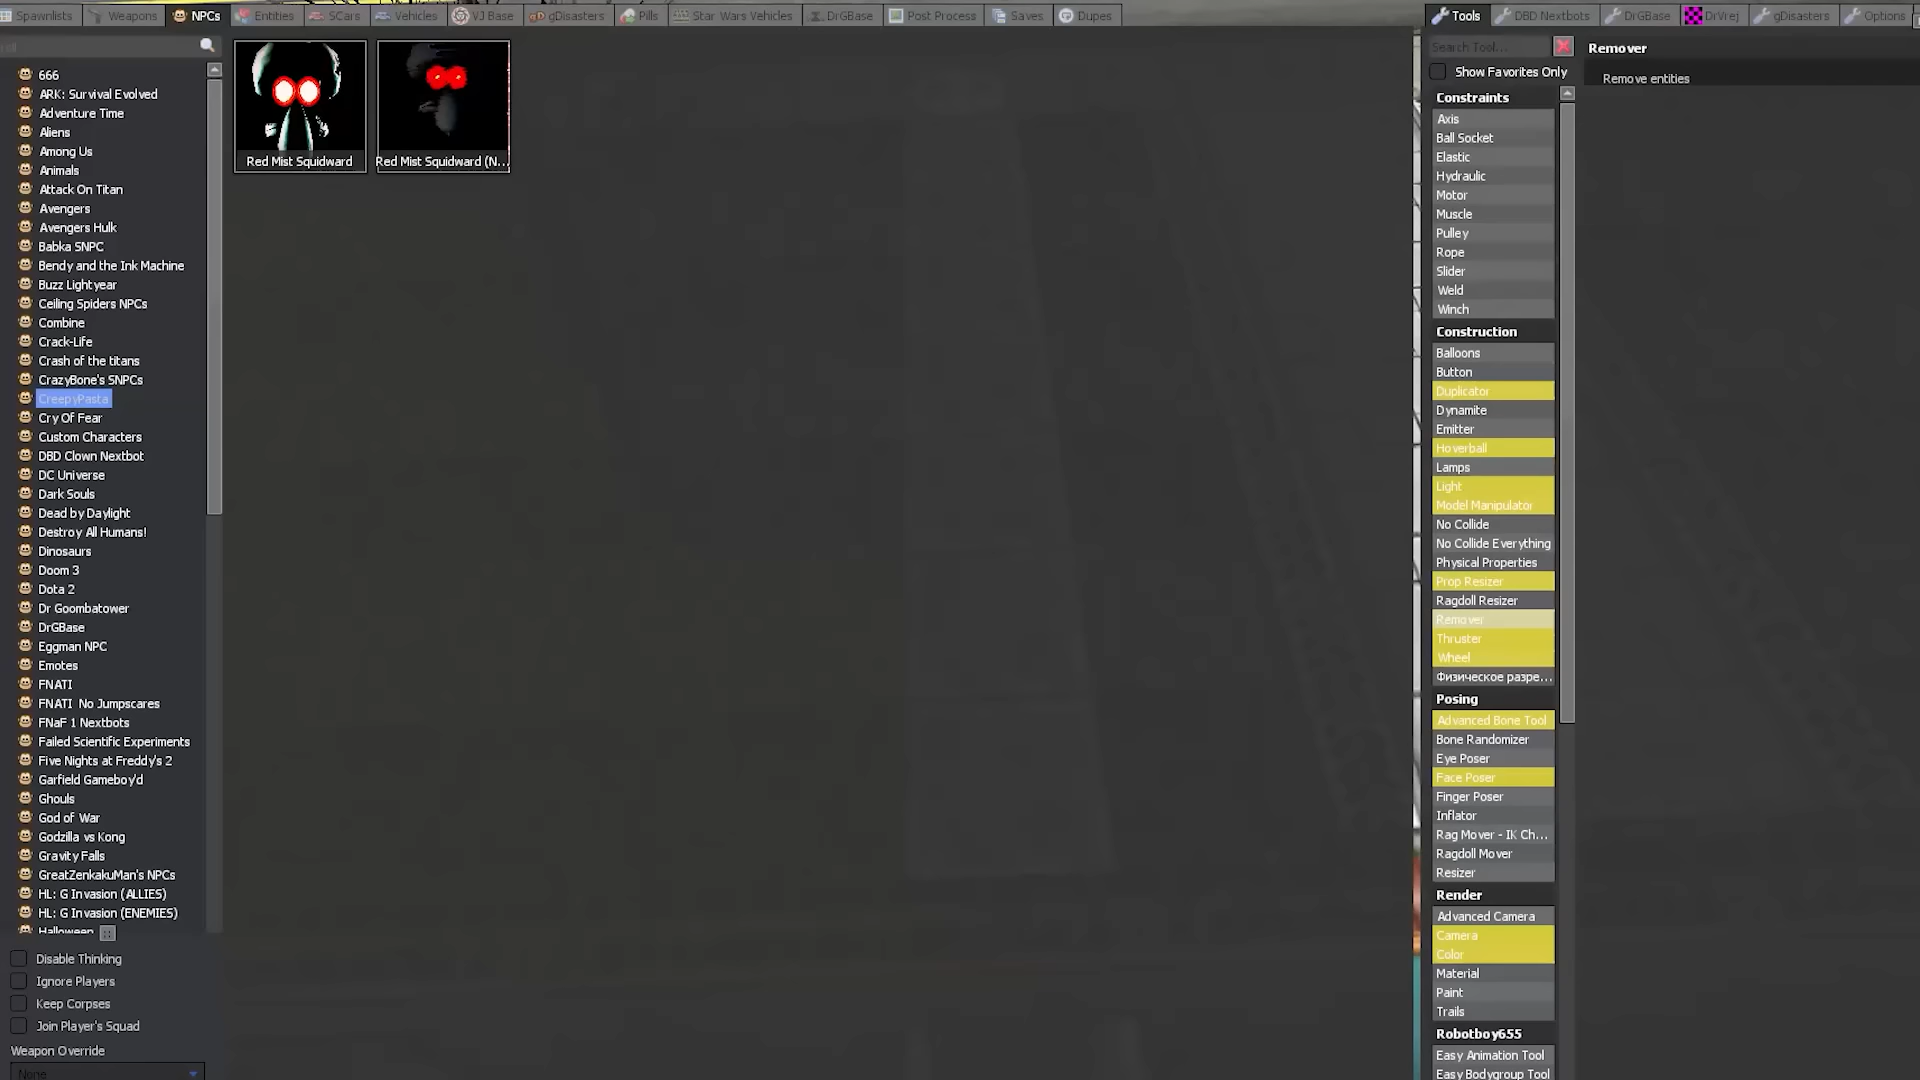 Spawnlists
Weapons
NPCs
Entities
SCars
Vehicles
VJ Base
gDisasters
Pills
Star Wars Vehicles
DrGBase
Post Process
Saves
Dupes
Tools
DBD Nextbots
DrGBase
DrVrej
gDisasters
Options
666
ARK: Survival Evolved
Adventure Time
Aliens
Among Us
Animals
Attack On Titan
Avengers
Avengers Hulk
Babka SNPC
Bendy and the Ink Machine
Buzz Lightyear
Ceiling Spiders NPCs
Combine
Crack-Life
Crash of the titans
CrazyBone's SNPCs
CreepyPasta
Cry Of Fear
Custom Characters
DBD Clown Nextbot
DC Universe
Dark Souls
Dead by Daylight
Destroy All Humans!
Dinosaurs
Doom 3
Dota 2
Dr Goombatower
DrGBase
Eggman NPC
Emotes
FNATI
FNATI No Jumpscares
FNaF 1 Nextbots
Failed Scientific Experiments
Five Nights at Freddy's 2
Garfield Gameboy'd
Ghouls
God of War
Godzilla vs Kong
Gravity Falls
GreatZenkakuMan's NPCs
HL: G Invasion (ALLIES)
HL: G Invasion (ENEMIES)
Halloween
Disable Thinking
Ignore Players
Keep Corpses
Join Player's Squad
Weapon Override
None
Red Mist Squidward
Red Mist Squidward (N...
Search Tool...
Show Favorites Only
Constraints
Axis
Ball Socket
Elastic
Hydraulic
Motor
Muscle
Pulley
Rope
Slider
Weld
Winch
Construction
Balloons
Button
Duplicator
Dynamite
Emitter
Hoverball
Lamps
Light
Model Manipulator
No Collide
No Collide Everything
Physical Properties
Prop Resizer
Ragdoll Resizer
Remover
Thruster
Wheel
Физическое разре...
Posing
Advanced Bone Tool
Bone Randomizer
Eye Poser
Face Poser
Finger Poser
Inflator
Rag Mover - IK Ch...
Ragdoll Mover
Resizer
Render
Advanced Camera
Camera
Color
Material
Paint
Trails
Robotboy655
Easy Animation Tool
Easy Bodygroup Tool
Remover
Remove entities